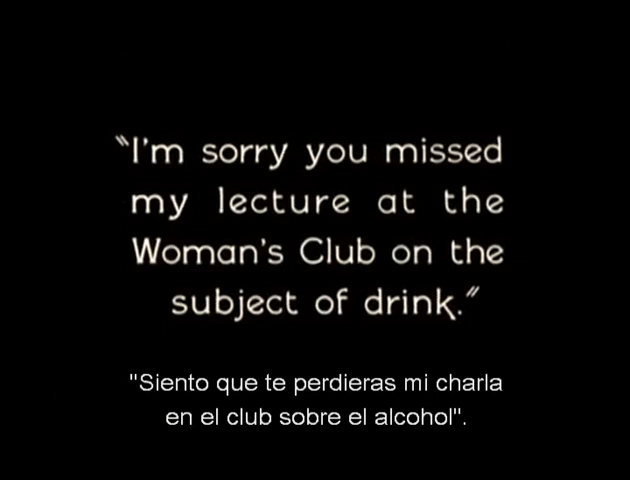 "I'm sorry you missed
my lecture at the
Woman's Club on the
subject of drink."
"Siento que te perdieras mi charla
en el club sobre el alcohol".